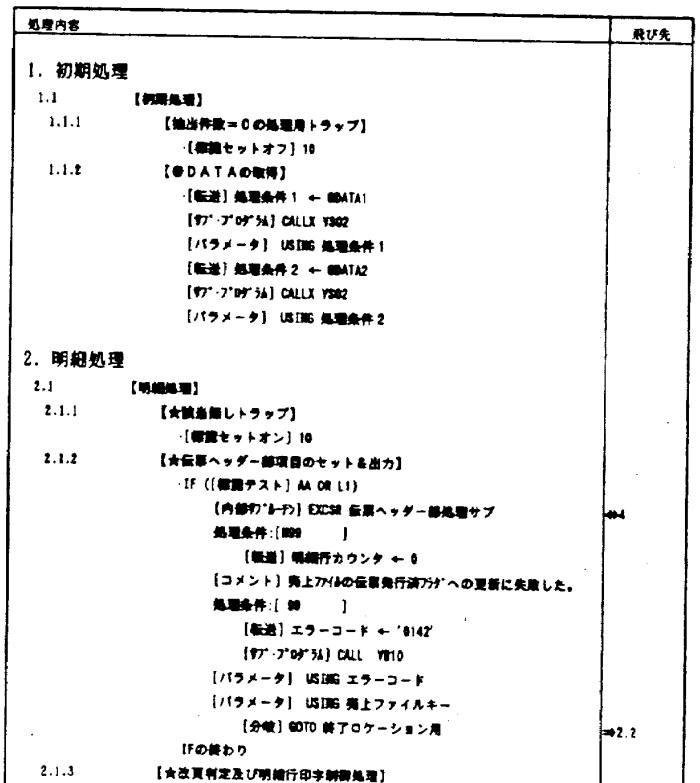 処理内容 飛び先
1. 初期処理
1.1 【初期処理】
1.1.1 【抽出件数=0の処理用トラップ】
·[標識セットオフ] 10
1.1.2 【@DATAの取得】
·[転送] 処理条件1 ← @DATA1
[サブ·プログラム] CALLX YS02
[パラメータ] USING 処理条件1
[転送] 処理条件2 ← @DATA2
[サブ·プログラム] CALLX YS02
[パラメータ] USING 処理条件2
2. 明細処理
2.1 【明細処理】
2.1.1 【★該当無しトラップ】
·[標識セットオン] 10
2.1.2 【★伝票ヘッダー部項目のセット&出力】
·IF ([標識テスト] AA OR L1)
[内部サブルーチン] EXCSR 伝票ヘッダー部処理サブ ⇒4
処理条件:[N99 ]
[転送] 明細行カウンタ ← 0
[コメント] 売上ファイルの伝票発行済フラグへの更新に失敗した。
処理条件:[ 99 ]
[転送] エラーコード ← '0142'
[サブ·プログラム] CALL
[パラメータ] USING エラーコード
[パラメータ] USING 売上ファイルキー
[分岐] GOTO 終了ロケーション用 ⇒2.2
IFの終わり
2.1.3 【★改頁判定及び明細行印字制御処理】